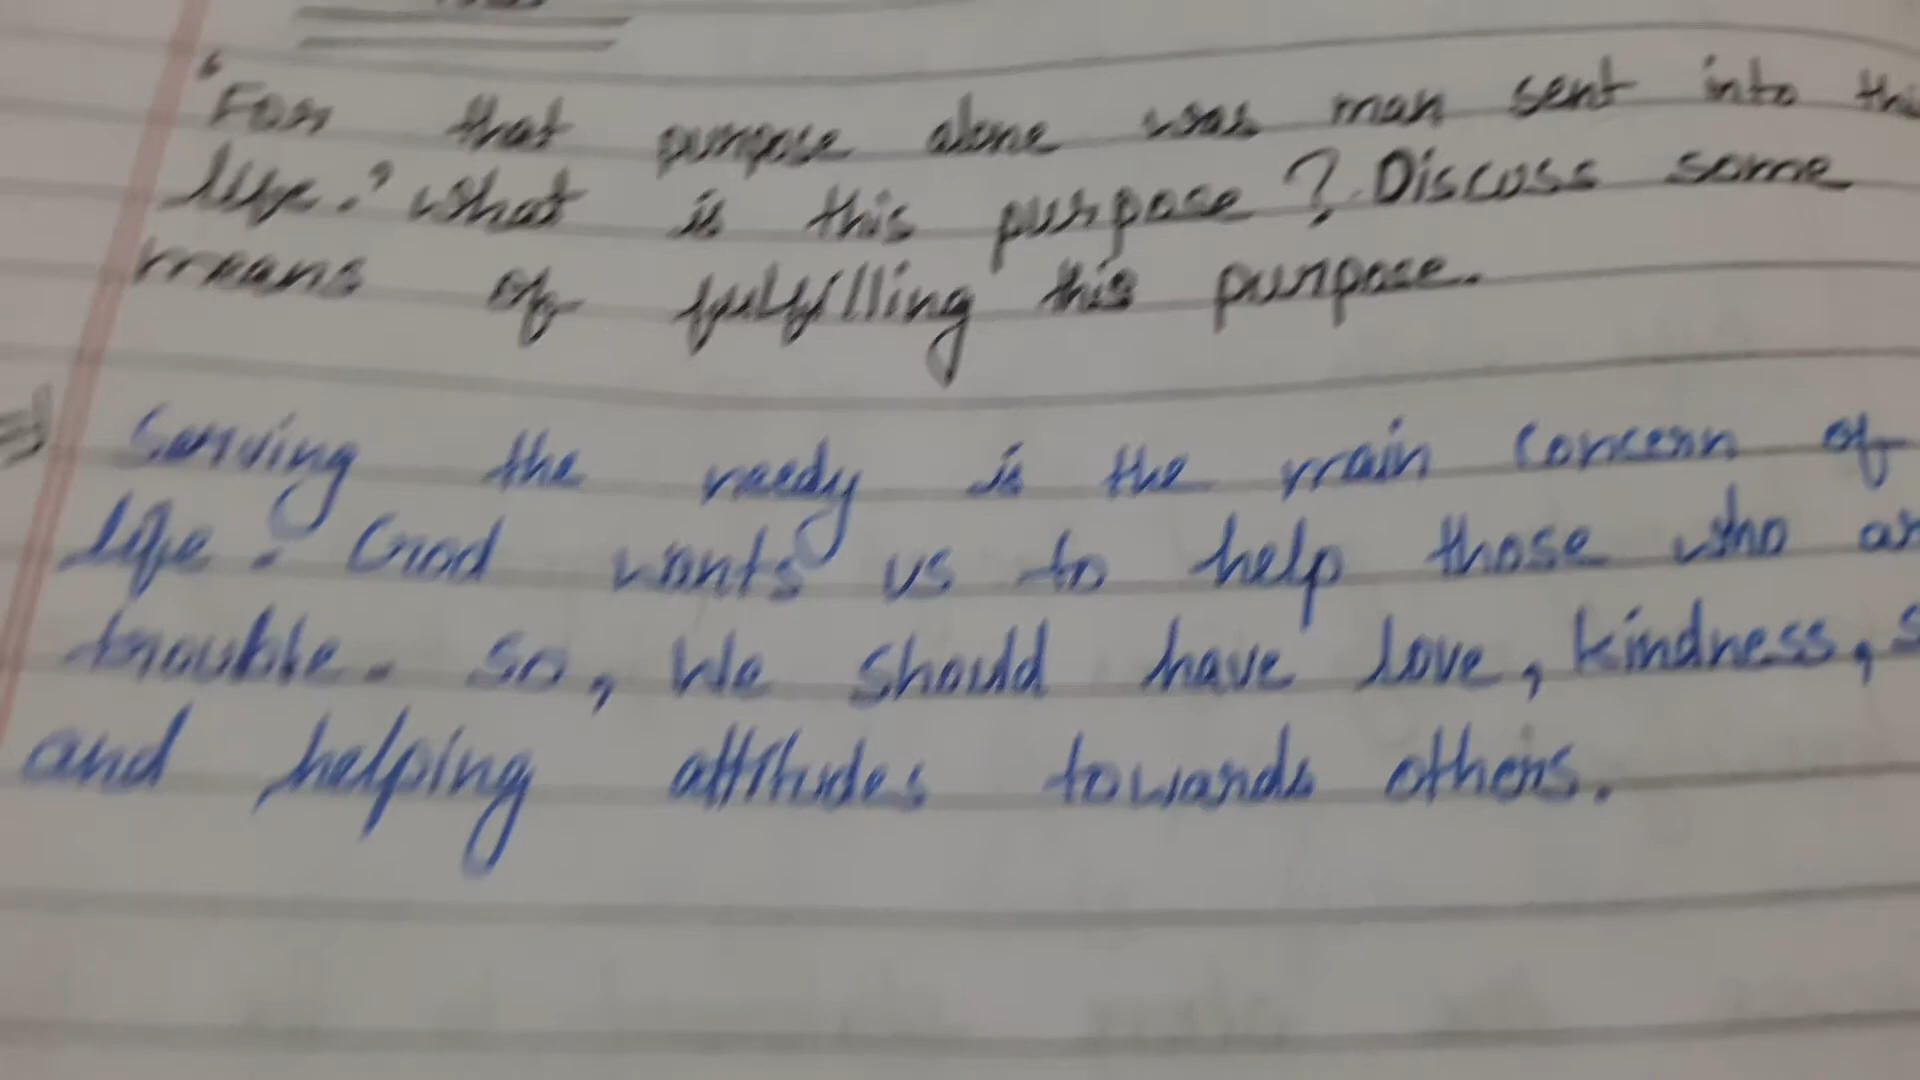 'For that purpose alone was man sent into this
life.' what is this purpose? Discuss some
means of fulfilling this purpose.
=> Serving the needy is the main concern of
life. God wants us to help those who
trouble. so, we should have love, kindness,
and helping attitudes towards others.